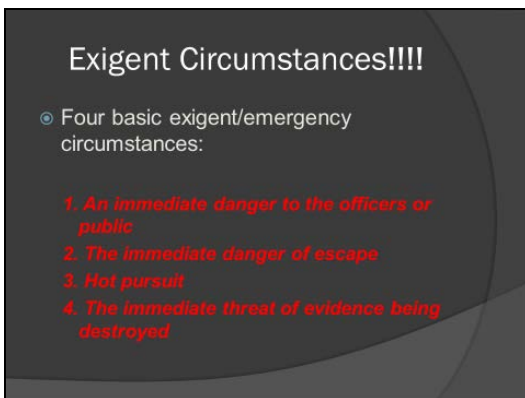 Exigent Circumstances!!!!
Four basic exigent/emergency
circumstances:
1. An immediate danger to the officers or
public
2. The immediate danger of escape
3. Hot pursuit
4. The immediate threat of evidence being
destroyed